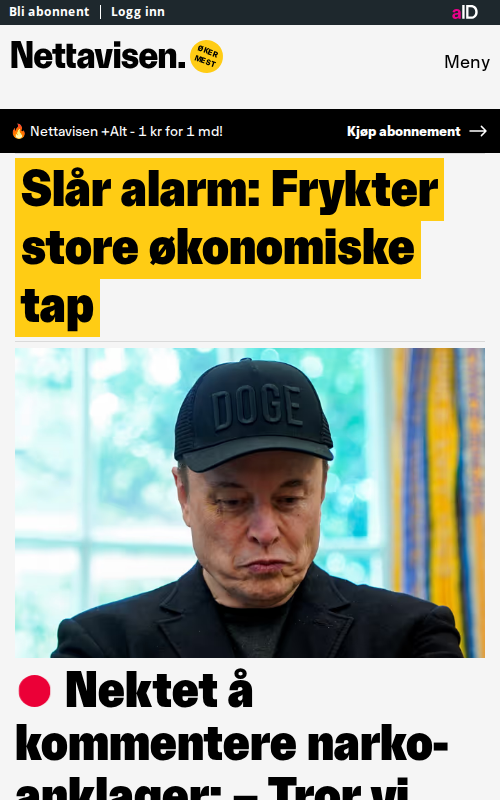 Bli abonnent | Logg inn aID
Nettavisen. ØKER MEST
Meny
🔥 Nettavisen +Alt - 1 kr for 1 md! Kjøp abonnement →
Slår alarm: Frykter
store økonomiske
tap
DOGE
Nektet å
kommentere narko-
anklager: – Tror vi